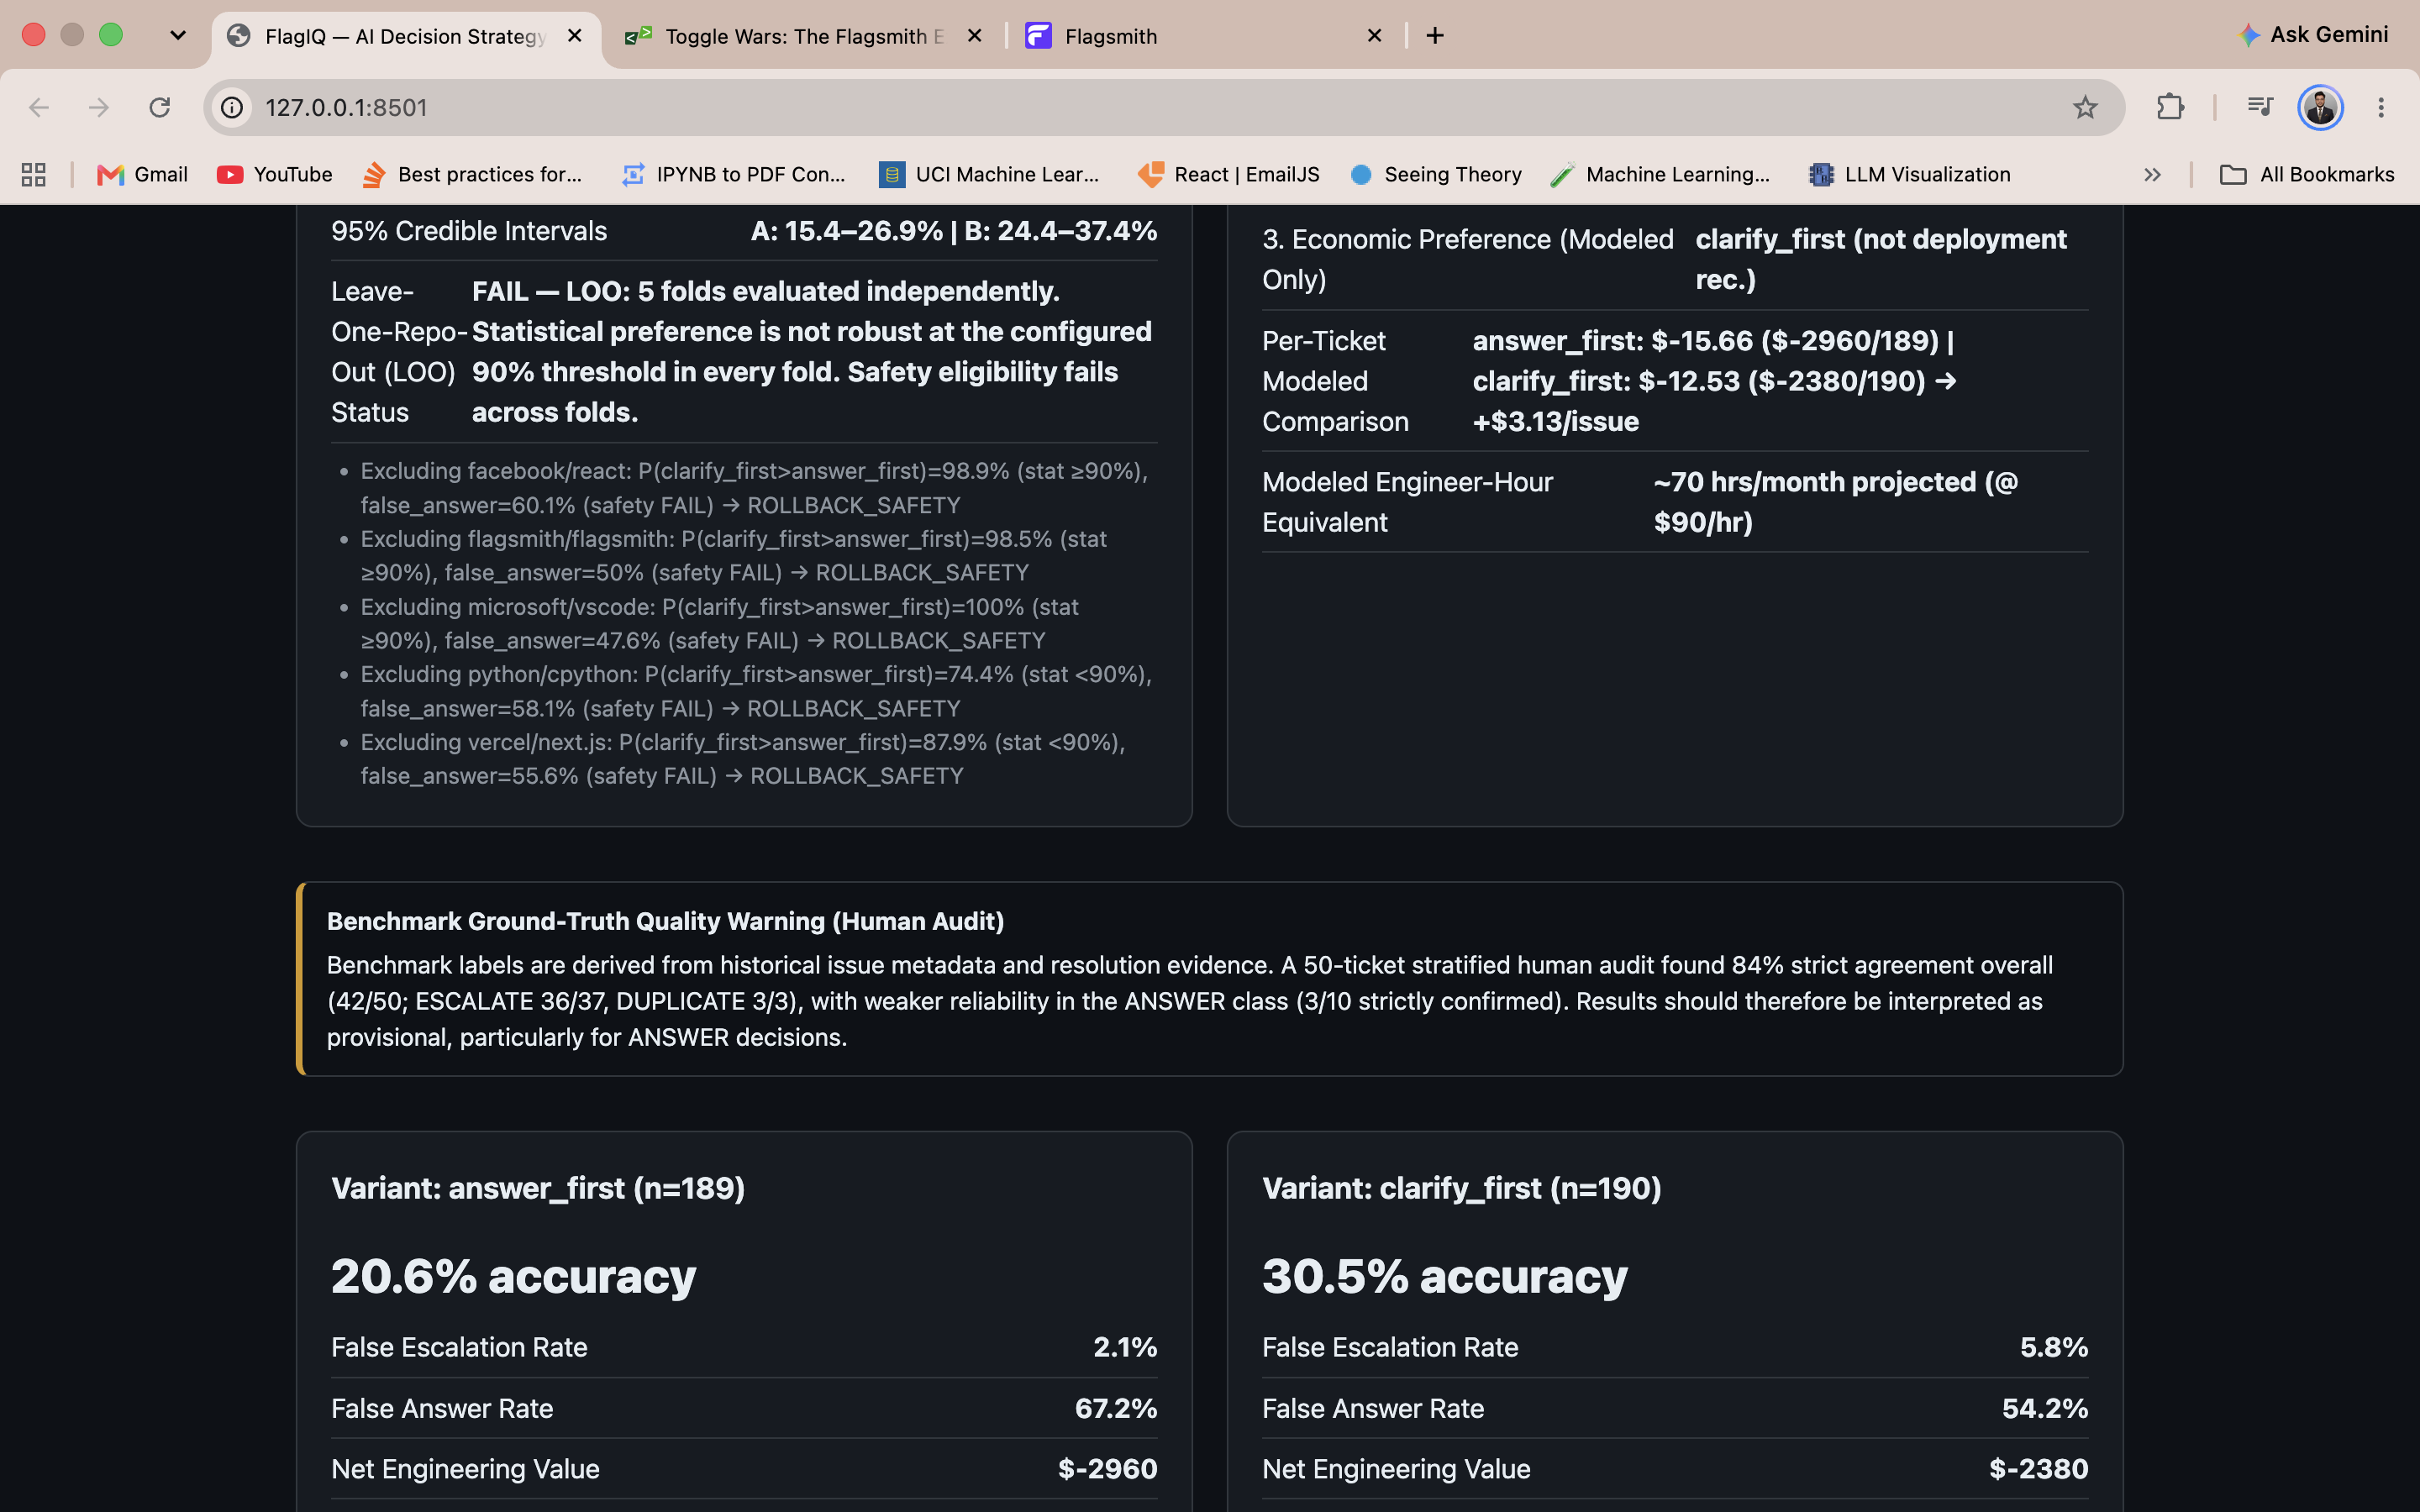 FlagIQ — AI Decision Strategy
Toggle Wars: The Flagsmith E
Flagsmith
Ask Gemini
127.0.0.1:8501
Gmail
YouTube
Best practices for...
IPYNB to PDF Con...
UCI Machine Lear...
React | EmailJS
Seeing Theory
Machine Learning...
LLM Visualization
All Bookmarks
95% Credible Intervals
A: 15.4–26.9% | B: 24.4–37.4%
Leave-
One-Repo-
Out (LOO)
Status
FAIL — LOO: 5 folds evaluated independently.
Statistical preference is not robust at the configured
90% threshold in every fold. Safety eligibility fails
across folds.
• Excluding facebook/react: P(clarify_first>answer_first)=98.9% (stat ≥90%),
false_answer=60.1% (safety FAIL) → ROLLBACK_SAFETY
• Excluding flagsmith/flagsmith: P(clarify_first>answer_first)=98.5% (stat
≥90%), false_answer=50% (safety FAIL) → ROLLBACK_SAFETY
• Excluding microsoft/vscode: P(clarify_first>answer_first)=100% (stat
≥90%), false_answer=47.6% (safety FAIL) → ROLLBACK_SAFETY
• Excluding python/cpython: P(clarify_first>answer_first)=74.4% (stat <90%),
false_answer=58.1% (safety FAIL) → ROLLBACK_SAFETY
• Excluding vercel/next.js: P(clarify_first>answer_first)=87.9% (stat <90%),
false_answer=55.6% (safety FAIL) → ROLLBACK_SAFETY
3. Economic Preference (Modeled
Only)
clarify_first (not deployment
rec.)
Per-Ticket
Modeled
Comparison
answer_first: $-15.66 ($-2960/189) |
clarify_first: $-12.53 ($-2380/190) →
+$3.13/issue
Modeled Engineer-Hour
Equivalent
~70 hrs/month projected (@
$90/hr)
Benchmark Ground-Truth Quality Warning (Human Audit)
Benchmark labels are derived from historical issue metadata and resolution evidence. A 50-ticket stratified human audit found 84% strict agreement overall
(42/50; ESCALATE 36/37, DUPLICATE 3/3), with weaker reliability in the ANSWER class (3/10 strictly confirmed). Results should therefore be interpreted as
provisional, particularly for ANSWER decisions.
Variant: answer_first (n=189)
20.6% accuracy
False Escalation Rate
2.1%
False Answer Rate
67.2%
Net Engineering Value
$-2960
Variant: clarify_first (n=190)
30.5% accuracy
False Escalation Rate
5.8%
False Answer Rate
54.2%
Net Engineering Value
$-2380